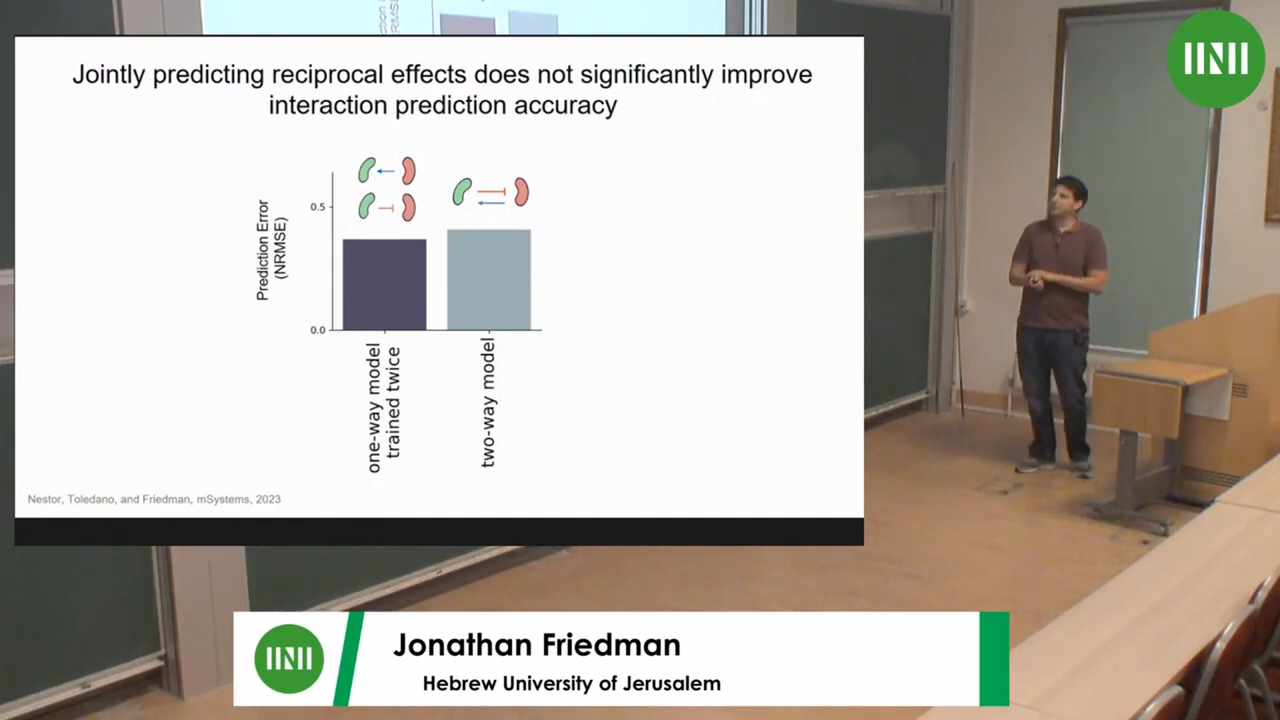 Jointly predicting reciprocal effects does not significantly improve
interaction prediction accuracy
Prediction Error
(NRMSE)
0.5
0.0
one-way model
trained twice
two-way model
Nestor, Toledano, and Friedman, mSystems, 2023
Jonathan Friedman
Hebrew University of Jerusalem